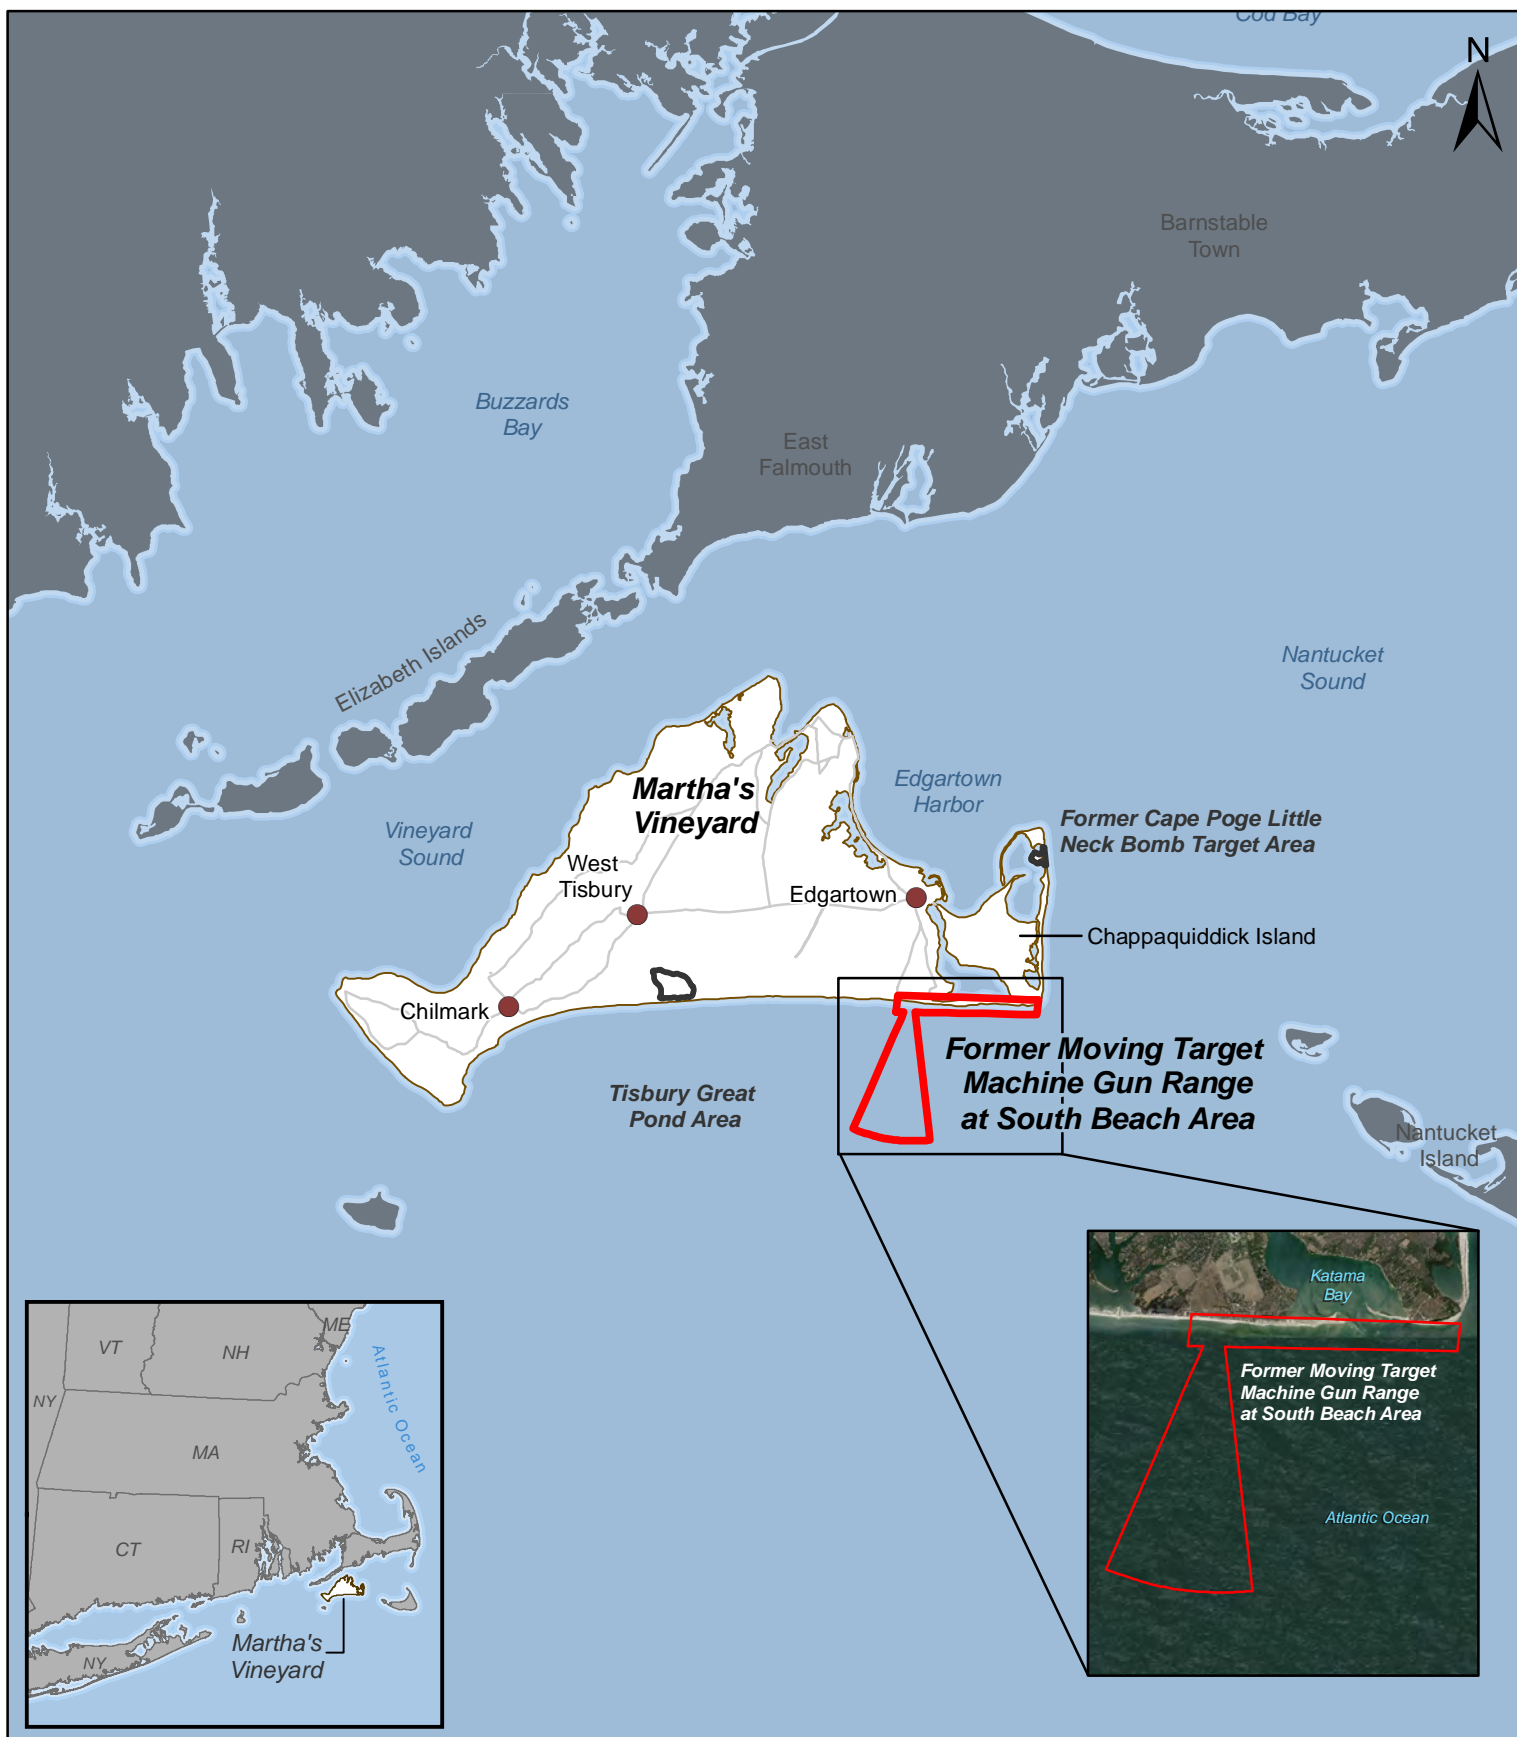 Cod Bay
N
Barnstable
Town
Buzzards
Bay
East
Falmouth
Elizabeth Islands
Nantucket
Sound
Martha's
Vineyard
Edgartown
Harbor
Vineyard
Sound
Former Cape Poge Little
Neck Bomb Target Area
West
Tisbury
Edgartown
Chappaquiddick Island
Chilmark
Former Moving Target
Machine Gun Range
at South Beach Area
Tisbury Great
Pond Area
Nantucket
Island
Katama
Bay
Former Moving Target
Machine Gun Range
at South Beach Area
Atlantic Ocean
ME
VT
NH
Atlantic Ocean
NY
MA
CT
RI
Martha's
Vineyard
NY